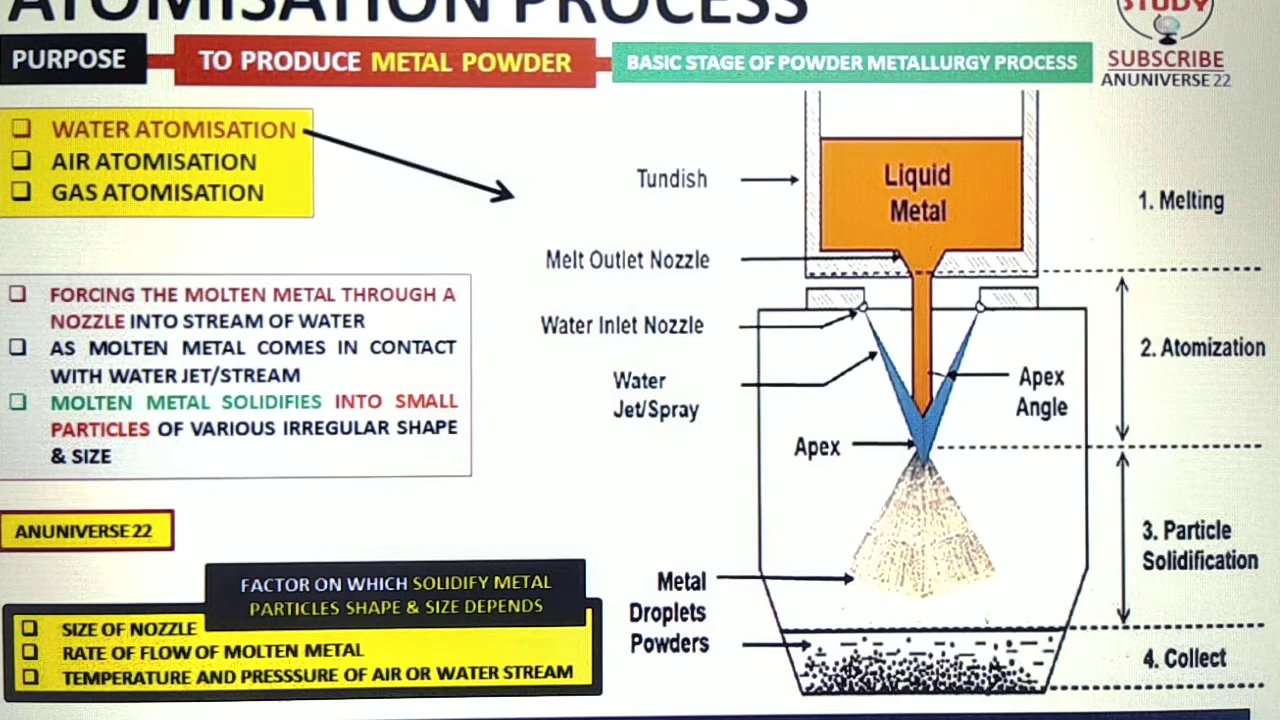 ATOMISATION PROCESS
STUDY
SUBSCRIBE
ANUNIVERSE 22
PURPOSE
TO PRODUCE METAL POWDER
BASIC STAGE OF POWDER METALLURGY PROCESS
WATER ATOMISATION
AIR ATOMISATION
GAS ATOMISATION
FORCING THE MOLTEN METAL THROUGH A
NOZZLE INTO STREAM OF WATER
AS MOLTEN METAL COMES IN CONTACT
WITH WATER JET/STREAM
MOLTEN METAL SOLIDIFIES INTO SMALL
PARTICLES OF VARIOUS IRREGULAR SHAPE
& SIZE
ANUNIVERSE 22
FACTOR ON WHICH SOLIDIFY METAL
PARTICLES SHAPE & SIZE DEPENDS
SIZE OF NOZZLE
RATE OF FLOW OF MOLTEN METAL
TEMPERATURE AND PRESSSURE OF AIR OR WATER STREAM
Tundish
Liquid
Metal
Melt Outlet Nozzle
Water Inlet Nozzle
Water
Jet/Spray
Apex
Angle
Apex
Metal
Droplets
Powders
1. Melting
2. Atomization
3. Particle
Solidification
4. Collect